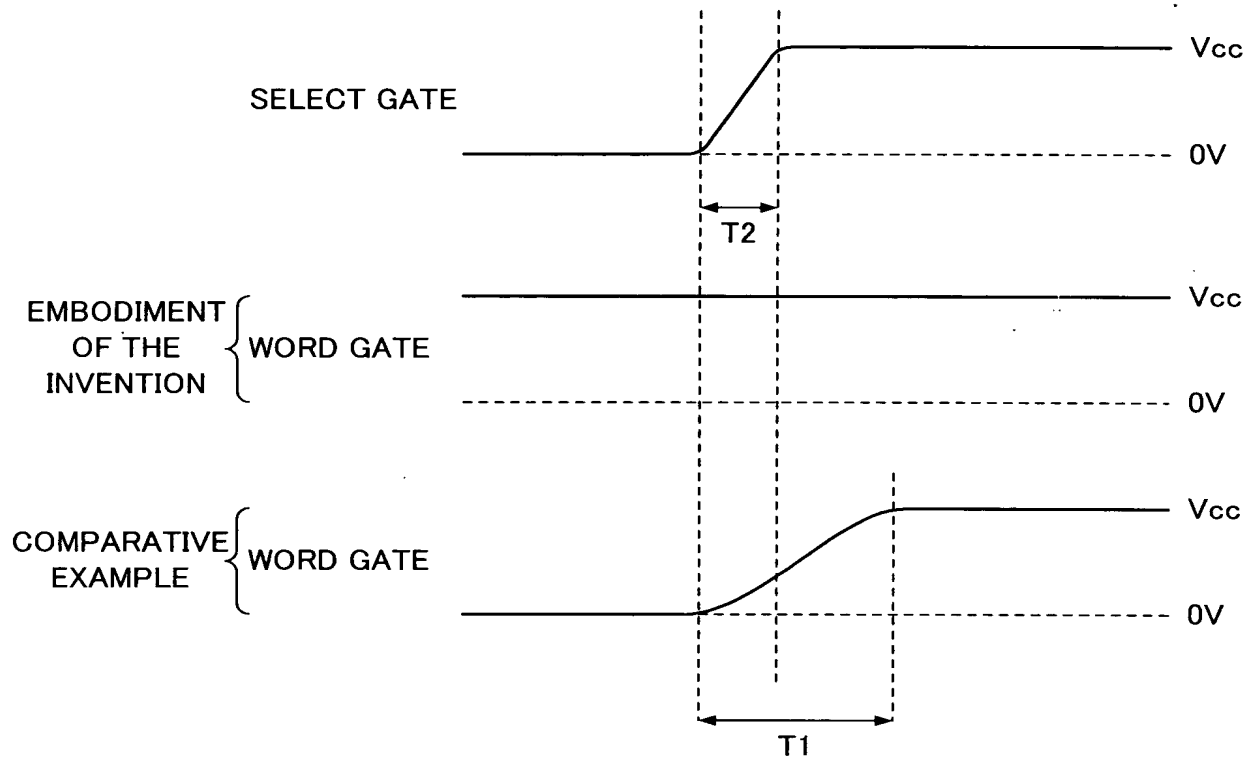 Vcc
SELECT GATE
0V
T2
EMBODIMENT
OF THE
INVENTION
WORD GATE
Vcc
0V
COMPARATIVE
EXAMPLE
WORD GATE
Vcc
0V
T1